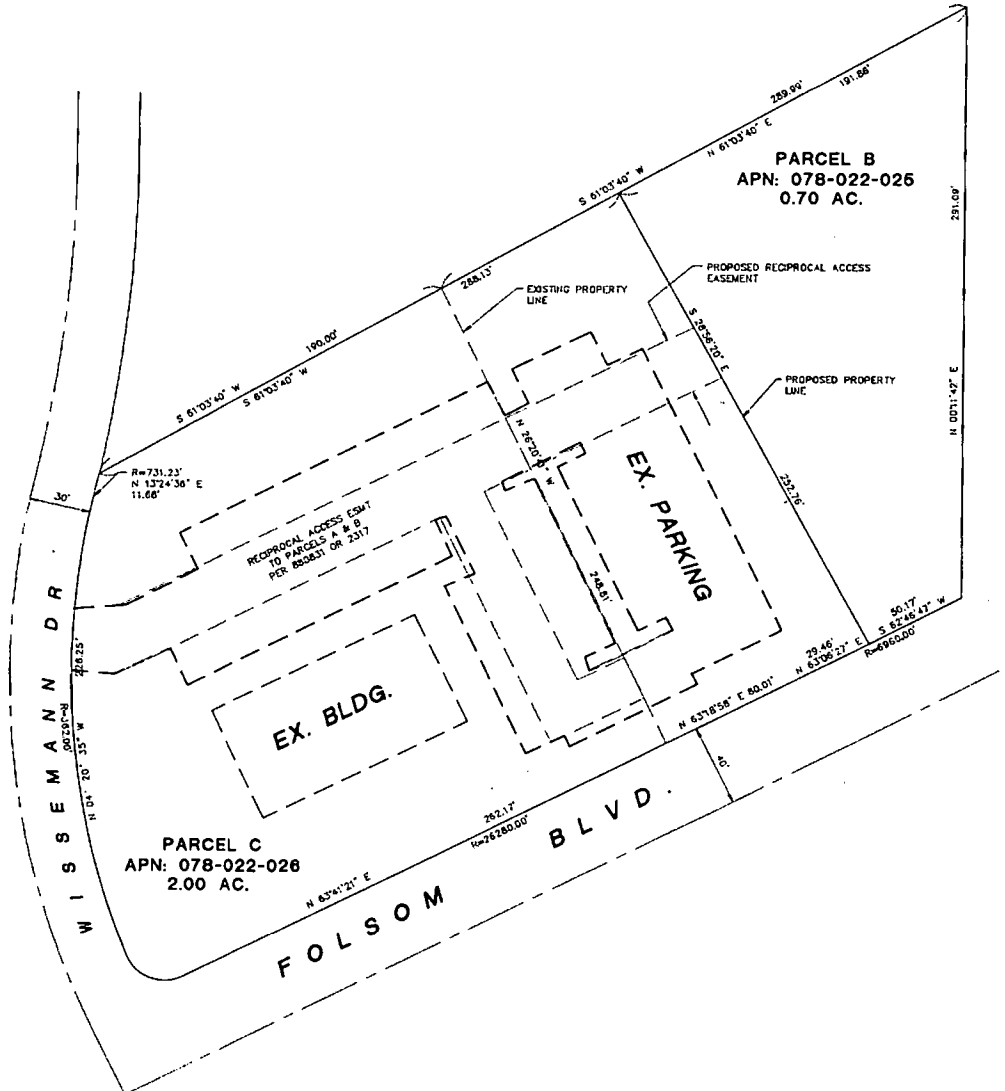 289.99'
191.86'
N 61°03'40" E
PARCEL B
APN: 078-022-025
0.70 AC.
S 61°03'40" W
291.09'
288.13'
EXISTING PROPERTY
LINE
PROPOSED RECIPROCAL ACCESS
EASEMENT
190.00'
S 28°56'20" E
S 61°03'40" W
S 61°03'40" W
PROPOSED PROPERTY
LINE
N 00°11'42" E
R=731.23'
N 13°24'36" E
11.66'
30'
EX. PARKING
252.76'
RECIPROCAL ACCESS ESMT
TO PARCELS A & B
PER 880831 OR 2317
248.81'
50.17'
S 62°46'42" W
R=6960.00'
29.46'
N 63°06'27" E
228.25'
R=362.00'
N 04° 20' 35" W
WISSEMANN DR
EX. BLDG.
N 63°18'58" E 80.01'
40'
262.17'
R=26280.00'
N 63°41'21" E
PARCEL C
APN: 078-022-026
2.00 AC.
FOLSOM BLVD.